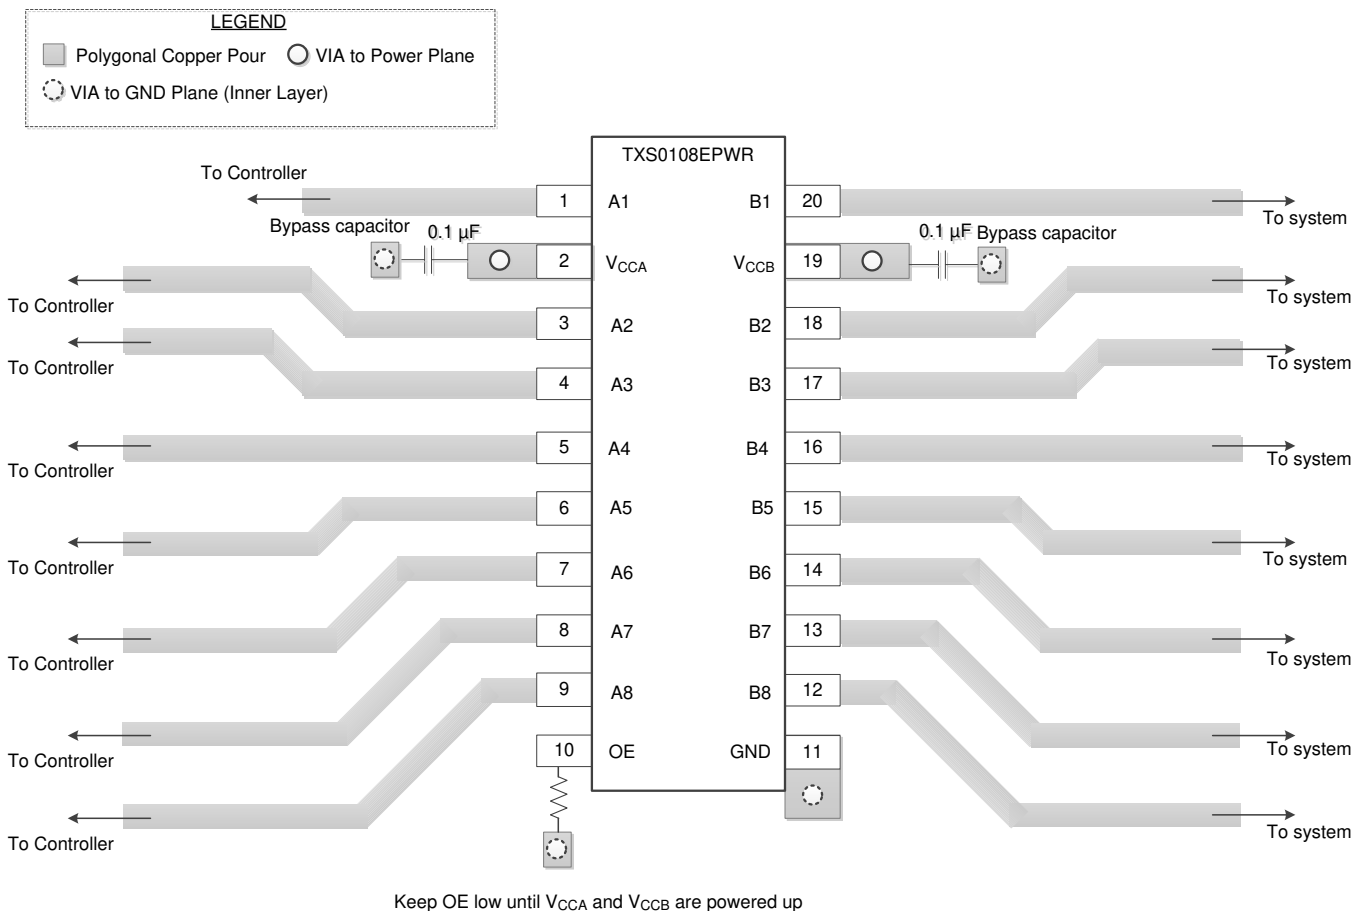 LEGEND
Polygonal Copper Pour
VIA to Power Plane
VIA to GND Plane (Inner Layer)
TXS0108EPWR
To Controller
1
A1
B1
20
To system
Bypass capacitor
0.1 µF
2
VCCA
VCCB
19
0.1 µF
Bypass capacitor
To Controller
3
A2
B2
18
To system
To Controller
4
A3
B3
17
To system
To Controller
5
A4
B4
16
To system
To Controller
6
A5
B5
15
To system
To Controller
7
A6
B6
14
To system
To Controller
8
A7
B7
13
To system
To Controller
9
A8
B8
12
To system
10
OE
GND
11
Keep OE low until VCCA and VCCB are powered up